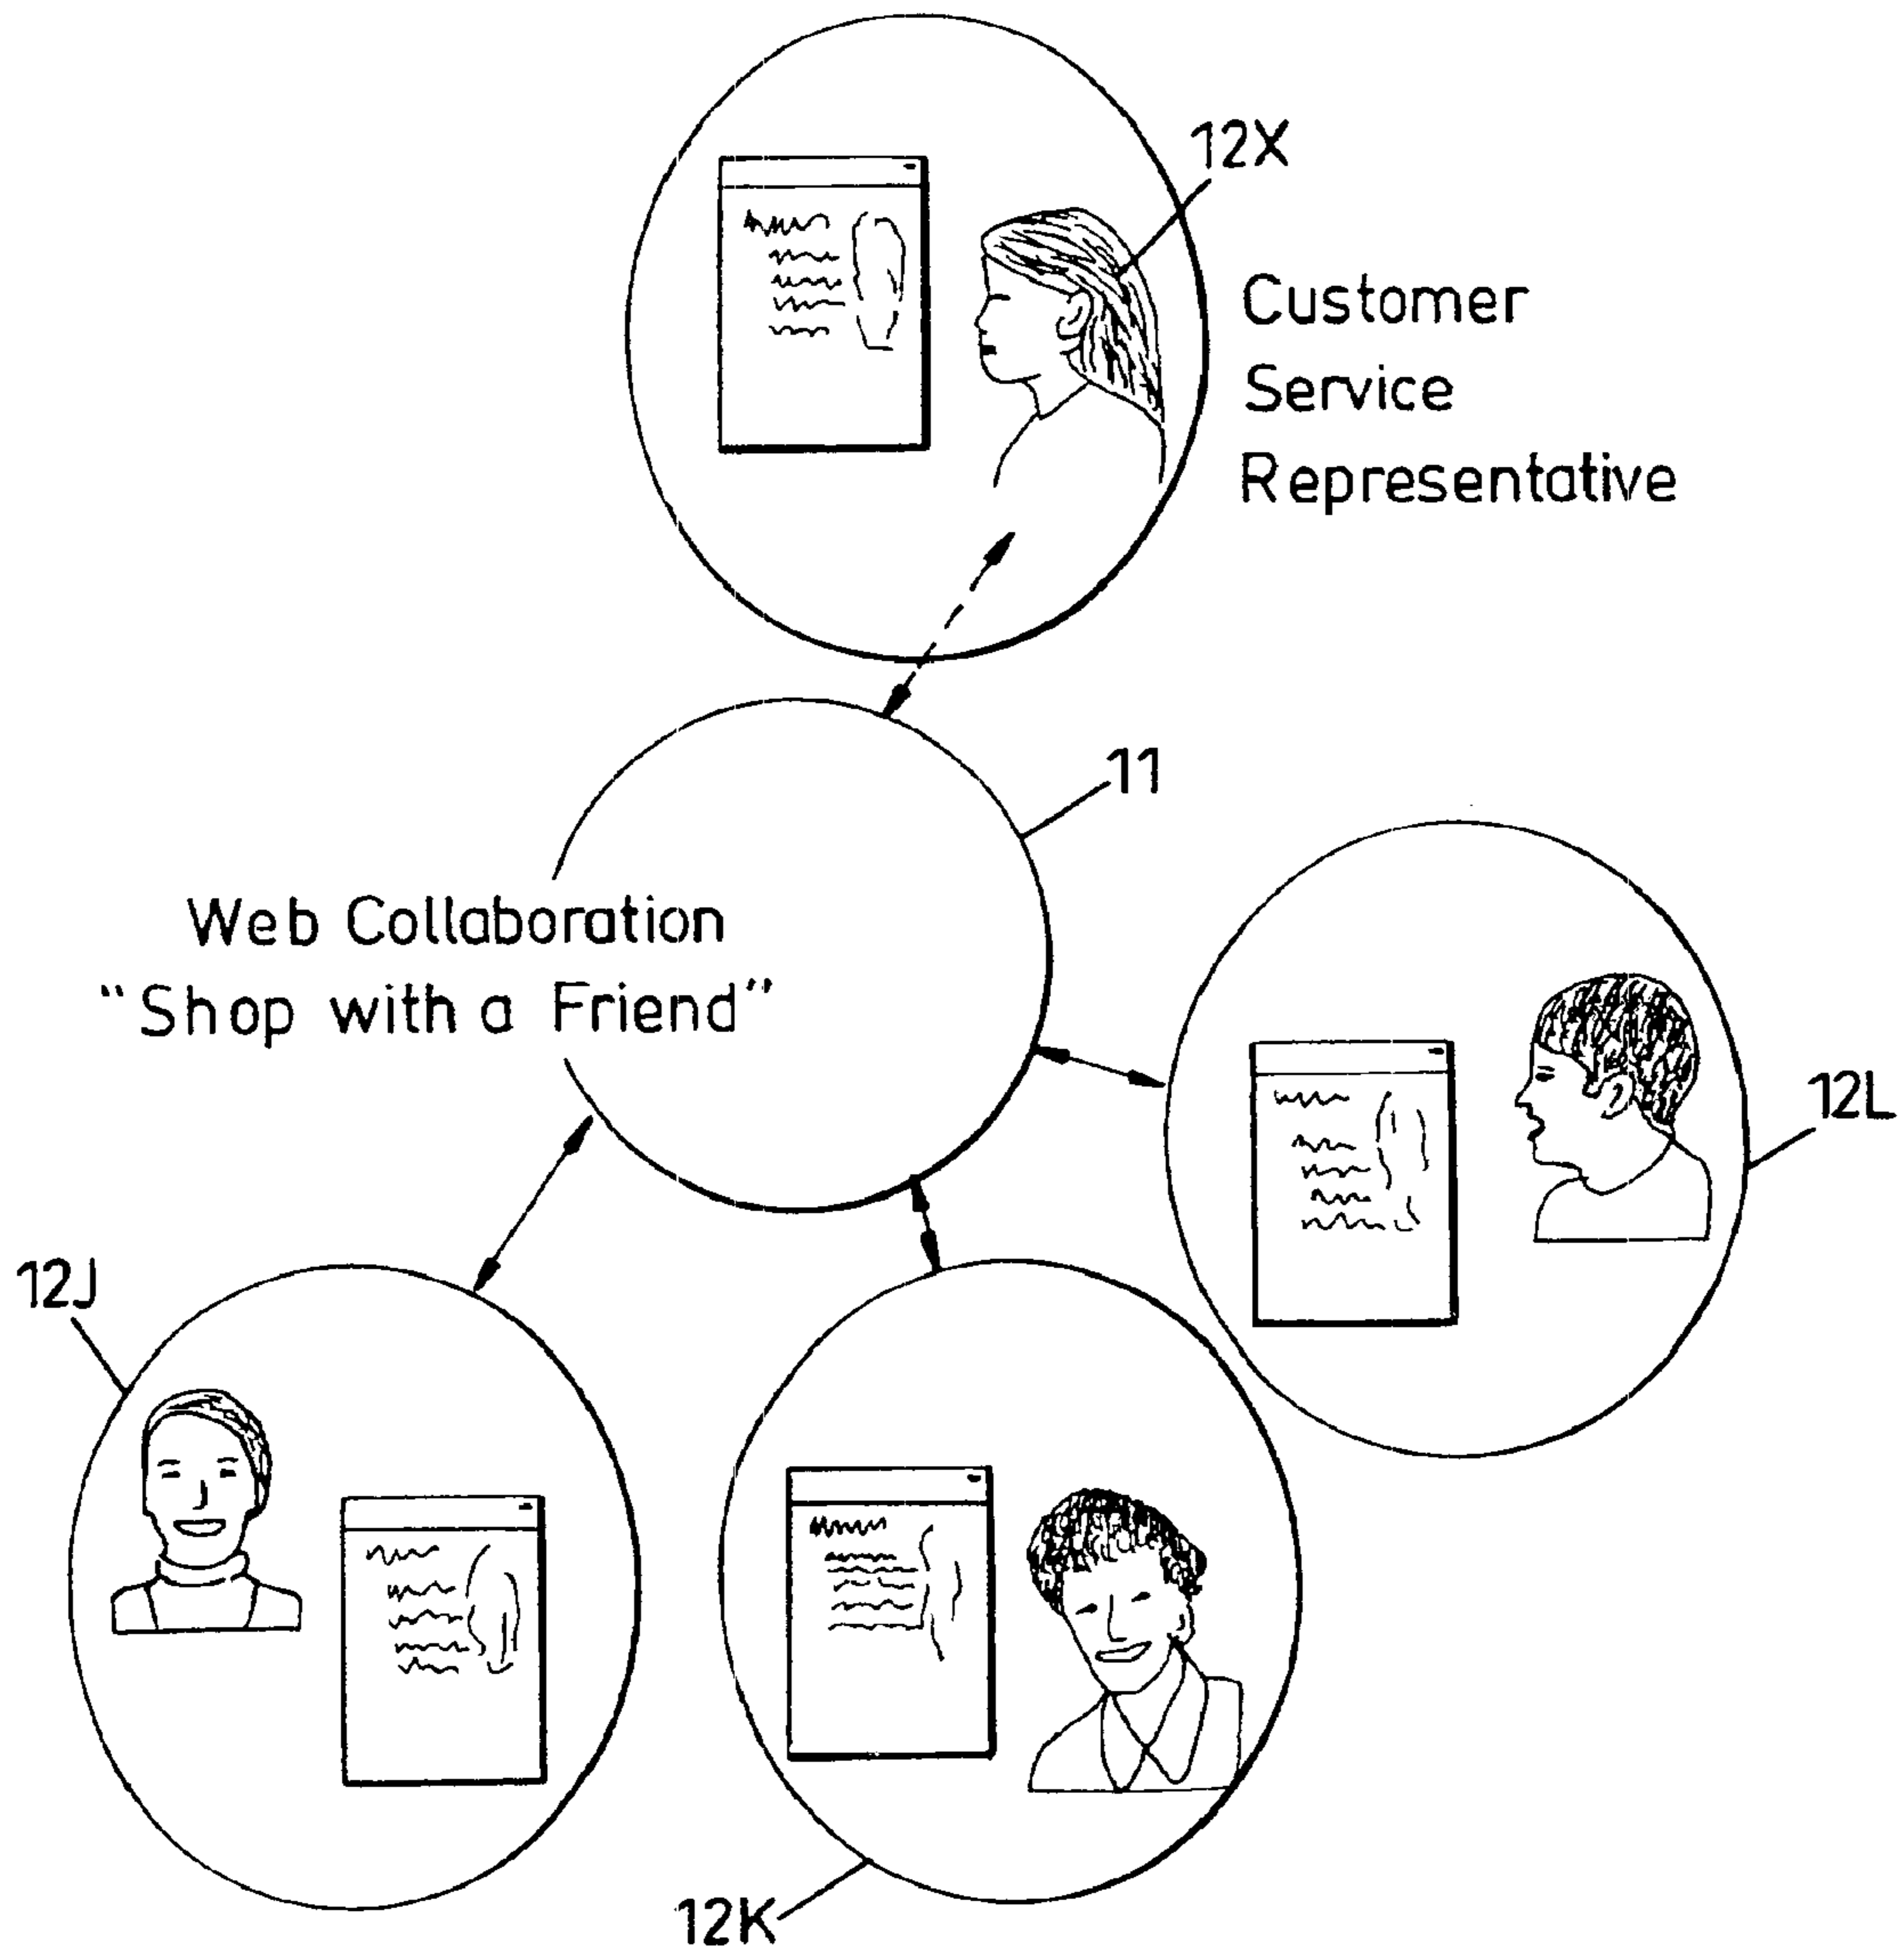 12X
Customer
Service
Representative
11
Web Collaboration
“Shop with a Friend”
12L
12J
12K